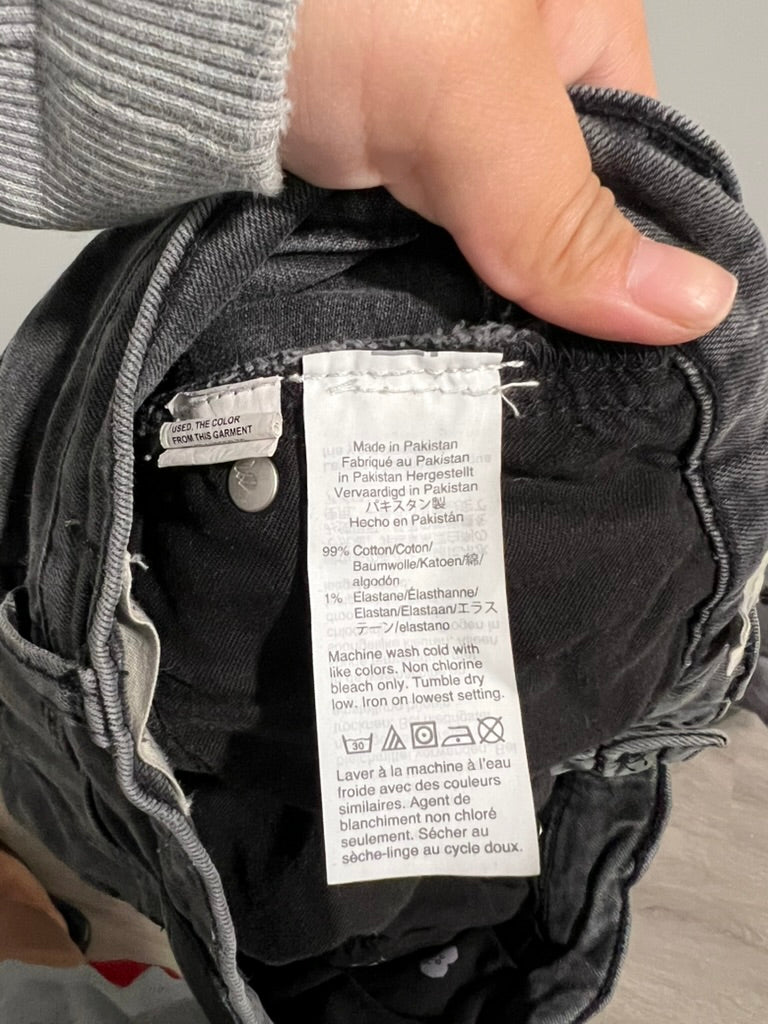 USED, THE COLOR
FROM THIS GARMENT
Made in Pakistan
Fabriqué au Pakistan
in Pakistan Hergestellt
Vervaardigd in Pakistan
パキスタン製
Hecho en Pakistán
99% Cotton/Coton/
Baumwolle/Katoen/綿/
algodón
1% Elastane/Élasthanne/
Elastan/Elastaan/エラス
テーン/elastano
Machine wash cold with
like colors. Non chlorine
bleach only. Tumble dry
low. Iron on lowest setting.
30
Laver à la machine à l'eau
froide avec des couleurs
similaires. Agent de
blanchiment non chloré
seulement. Sécher au
sèche-linge au cycle doux.